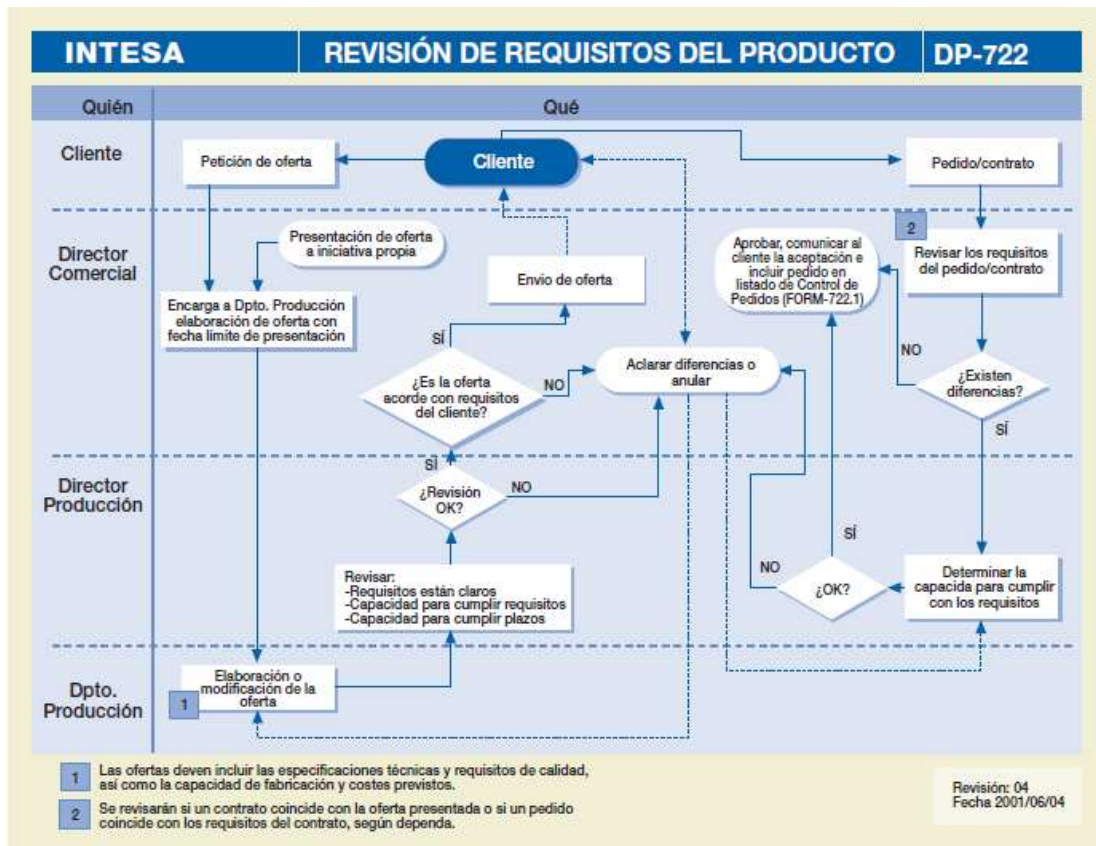 INTESA
REVISIÓN DE REQUISITOS DEL PRODUCTO
DP-722
Quién
Qué
Cliente
Petición de oferta
Cliente
Pedido/contrato
Director
Comercial
Presentación de oferta
a iniciativa propia
Encarga a Dpto. Producción
elaboración de oferta con
fecha límite de presentación
Envio de oferta
SÍ
¿Es la oferta
acorde con requisitos
del cliente?
NO
Aclarar diferencias o
anular
Aprobar, comunicar al
cliente la aceptación e
incluir pedido en
listado de Control de
Pedidos (FORM-722.1)
2
Revisar los requisitos
del pedido/contrato
NO
¿Existen
diferencias?
SÍ
Director
Producción
SÍ
¿Revisión
OK?
NO
Revisar:
-Requisitos están claros
-Capacidad para cumplir requisitos
-Capacidad para cumplir plazos
SÍ
NO
¿OK?
Determinar la
capacida para cumplir
con los requisitos
Dpto.
Producción
1
Elaboración o
modificación de la
oferta
1
Las ofertas deven incluir las especificaciones técnicas y requisitos de calidad,
así como la capacidad de fabricación y costes previstos.
2
Se revisarán si un contrato coincide con la oferta presentada o si un pedido
coincide con los requisitos del contrato, según dependa.
Revisión: 04
Fecha 2001/06/04